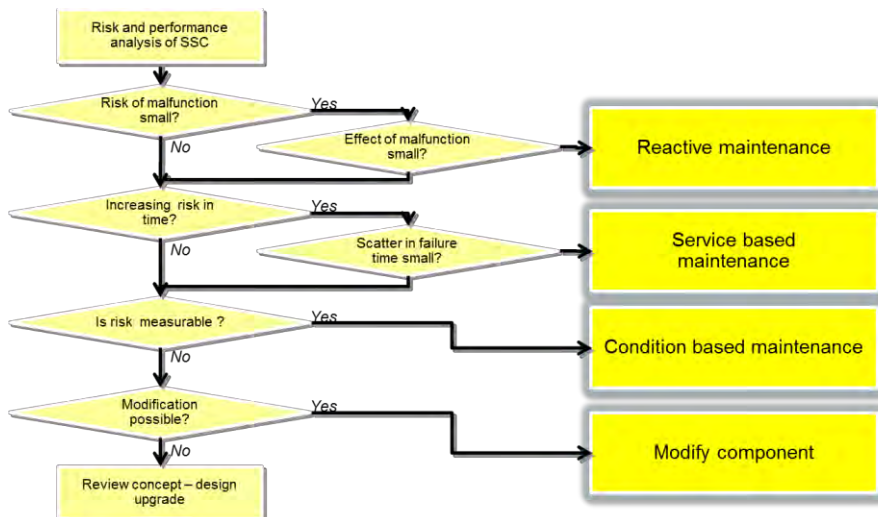 Risk and performance
analysis of SSC
Risk of malfunction
small?
Yes
No
Effect of malfunction
small?
Reactive maintenance
Increasing risk in
time?
Yes
No
Scatter in failure
time small?
Service based
maintenance
Is risk measurable ?
Yes
No
Condition based maintenance
Modification
possible?
Yes
No
Modify component
Review concept – design
upgrade